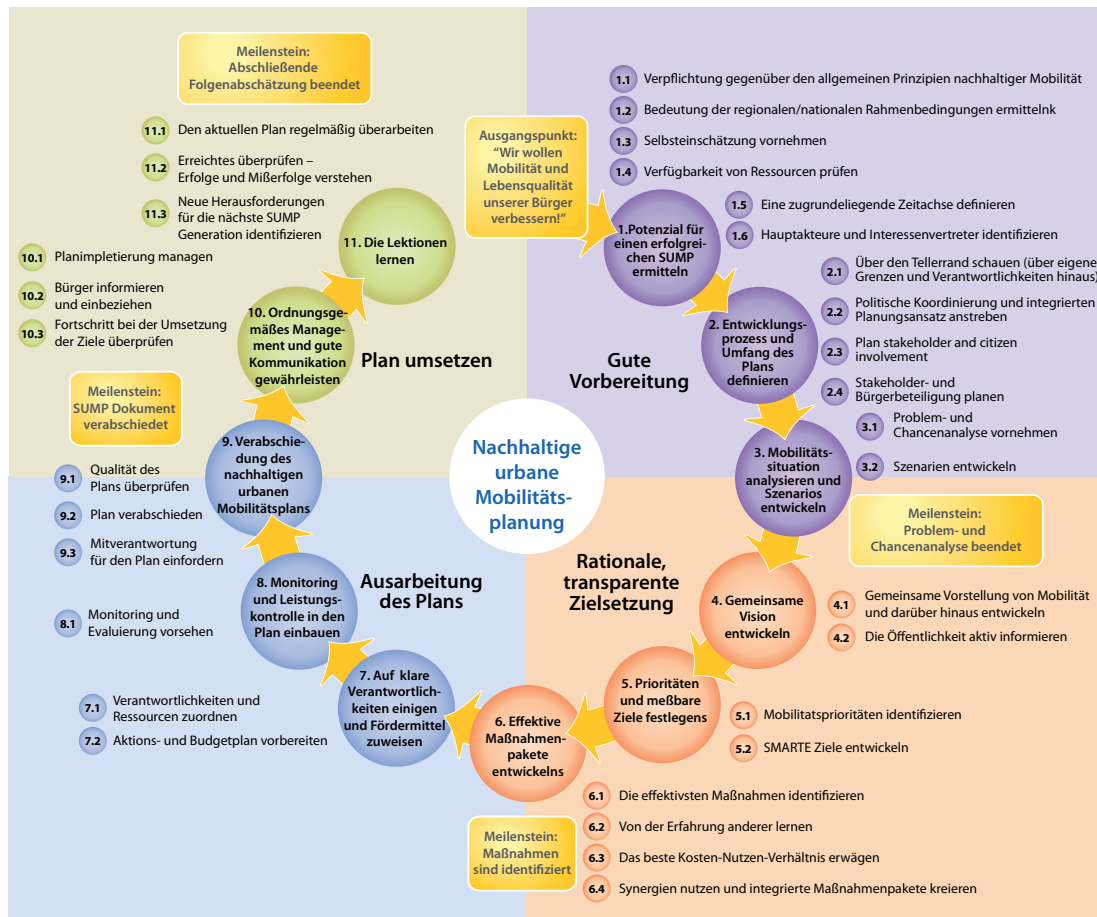 Meilenstein:
Abschließende
Folgenabschätzung beendet
11.1 Den aktuellen Plan regelmäßig überarbeiten
11.2 Erreichtes überprüfen –
Erfolge und Mißerfolge verstehen
11.3 Neue Herausforderungen
für die nächste SUMP
Generation identifizieren
11. Die Lektionen
lernen
10.1 Planimpletierung managen
10.2 Bürger informieren
und einbeziehen
10.3 Fortschritt bei der Umsetzung
der Ziele überprüfen
10. Ordnungsge-
mäßes Manage-
ment und gute
Kommunikation
gewährleisten
Plan umsetzen
Meilenstein:
SUMP Dokument
verabschiedet
Ausgangspunkt:
“Wir wollen
Mobilität und
Lebensqualität
unserer Bürger
verbessern!”
1.1 Verpflichtung gegenüber den allgemeinen Prinzipien nachhaltiger Mobilität
1.2 Bedeutung der regionalen/nationalen Rahmenbedingungen ermittelnk
1.3 Selbsteinschätzung vornehmen
1.4 Verfügbarkeit von Ressourcen prüfen
1.5 Eine zugrundeliegende Zeitachse definieren
1.6 Hauptakteure und Interessenvertreter identifizieren
1.Potenzial für
einen erfolgrei-
chen SUMP
ermitteln
2.1 Über den Tellerrand schauen (über eigene
Grenzen und Verantwortlichkeiten hinaus)
2.2 Politische Koordinierung und integrierten
Planungsansatz anstreben
2.3 Plan stakeholder and citizen
involvement
2.4 Stakeholder- und
Bürgerbeteiligung planen
2. Entwicklungs-
prozess und
Umfang des
Plans
definieren
Gute
Vorbereitung
3.1 Problem- und
Chancenanalyse vornehmen
3.2 Szenarien entwickeln
3. Mobilitäts-
situation
analysieren und
Szenarios
entwickeln
Meilenstein:
Problem- und
Chancenanalyse beendet
Nachhaltige
urbane
Mobilitäts-
planung
Rationale,
transparente
Zielsetzung
4. Gemeinsame
Vision
entwickeln
4.1 Gemeinsame Vorstellung von Mobilität
und darüber hinaus entwickeln
4.2 Die Öffentlichkeit aktiv informieren
5. Prioritäten
und meßbare
Ziele festlegens
5.1 Mobilitatsprioritäten identifizieren
5.2 SMARTE Ziele entwickeln
6. Effektive
Maßnahmen-
pakete
entwickelns
6.1 Die effektivsten Maßnahmen identifizieren
6.2 Von der Erfahrung anderer lernen
6.3 Das beste Kosten-Nutzen-Verhältnis erwägen
6.4 Synergien nutzen und integrierte Maßnahmenpakete kreieren
Meilenstein:
Maßnahmen
sind identifiziert
Ausarbeitung
des Plans
7. Auf klare
Verantwortlich-
keiten einigen
und Fördermittel
zuweisen
7.1 Verantwortlichkeiten und
Ressourcen zuordnen
7.2 Aktions- und Budgetplan vorbereiten
8. Monitoring
und Leistungs-
kontrolle in den
Plan einbauen
8.1 Monitoring und
Evaluierung vorsehen
9. Verabschie-
dung des
nachhaltigen
urbanen
Mobilitätsplans
9.1 Qualität des
Plans überprüfen
9.2 Plan verabschieden
9.3 Mitverantwortung
für den Plan einfordern